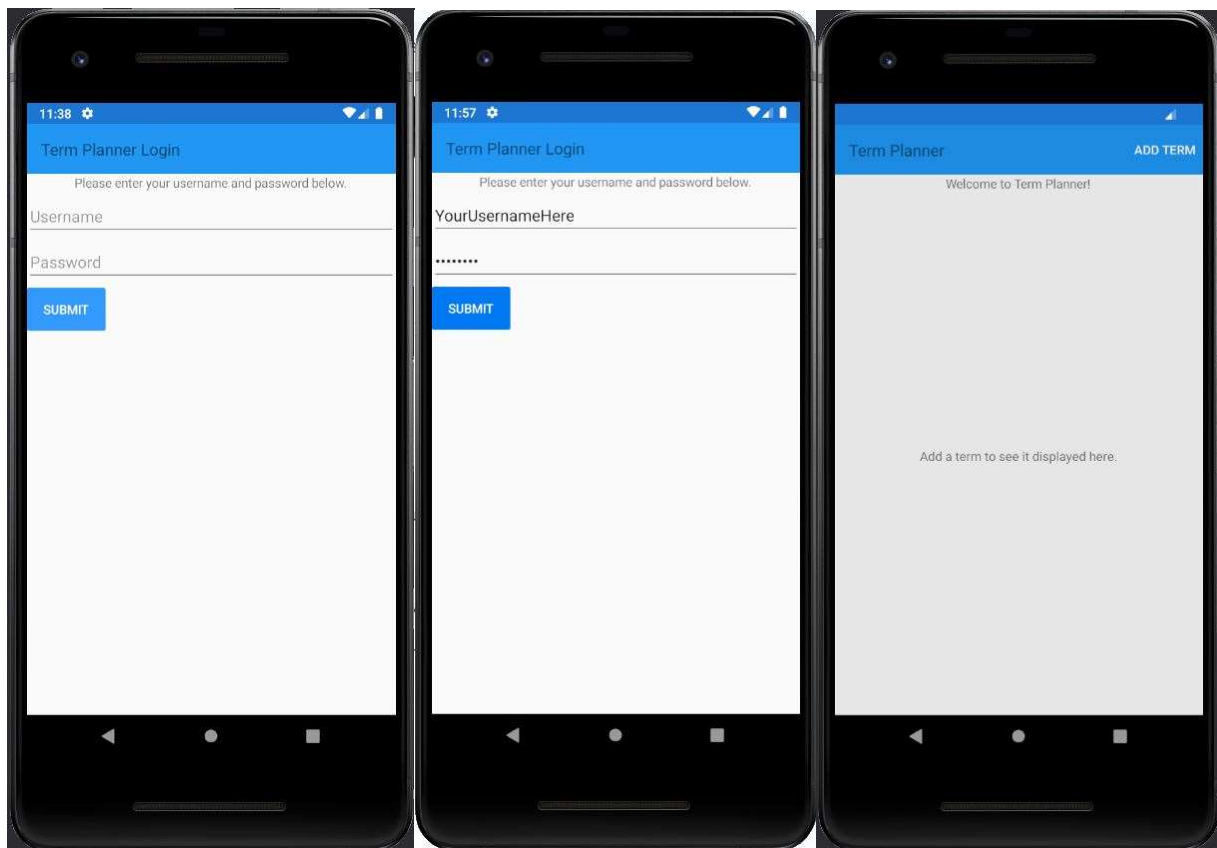 11:38
Term Planner Login
Please enter your username and password below.
Username
Password
SUBMIT
11:57
Term Planner Login
Please enter your username and password below.
YourUsernameHere
••••••••
SUBMIT
Term Planner
ADD TERM
Welcome to Term Planner!
Add a term to see it displayed here.